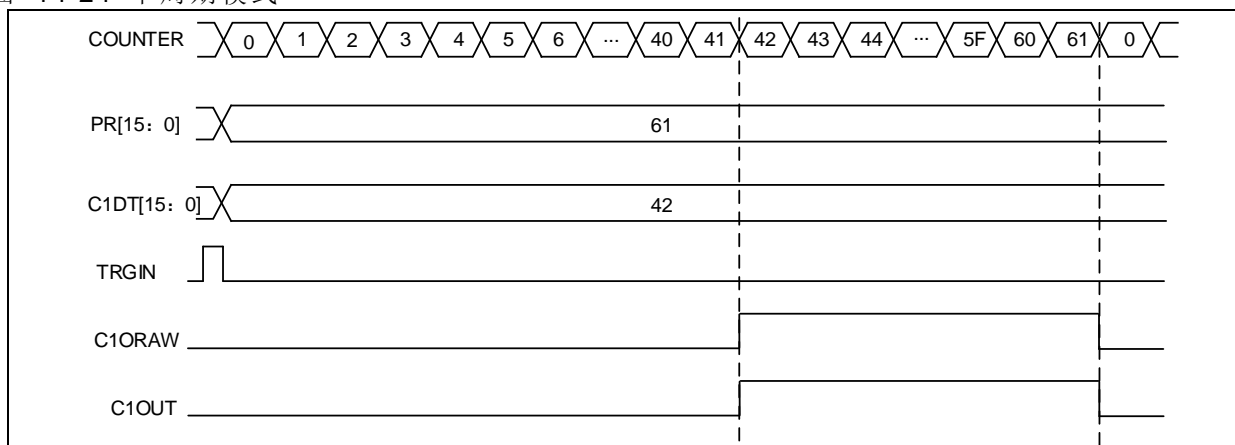 COUNTER 0 1 2 3 4 5 6 ... 40 41 42 43 44 ... 5F 60 61 0
PR[15：0] 61
C1DT[15：0] 42
TRGIN
C1ORAW
C1OUT